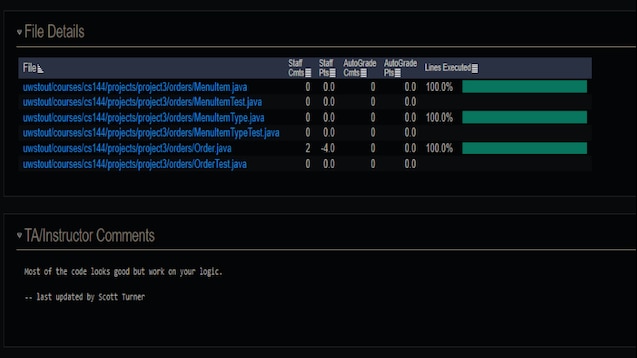 File Details
File Staff Cmts Staff Pts AutoGrade Cmts AutoGrade Pts Lines Executed
uwstout/courses/cs144/projects/project3/orders/MenuItem.java 0 0.0 0 0.0 100.0%
uwstout/courses/cs144/projects/project3/orders/MenuItemTest.java 0 0.0 0 0.0
uwstout/courses/cs144/projects/project3/orders/MenuItemType.java 0 0.0 0 0.0 100.0%
uwstout/courses/cs144/projects/project3/orders/MenuItemTypeTest.java 0 0.0 0 0.0
uwstout/courses/cs144/projects/project3/orders/Order.java 2 -4.0 0 0.0 100.0%
uwstout/courses/cs144/projects/project3/orders/OrderTest.java 0 0.0 0 0.0
TA/Instructor Comments
Most of the code looks good but work on your logic.
-- last updated by Scott Turner